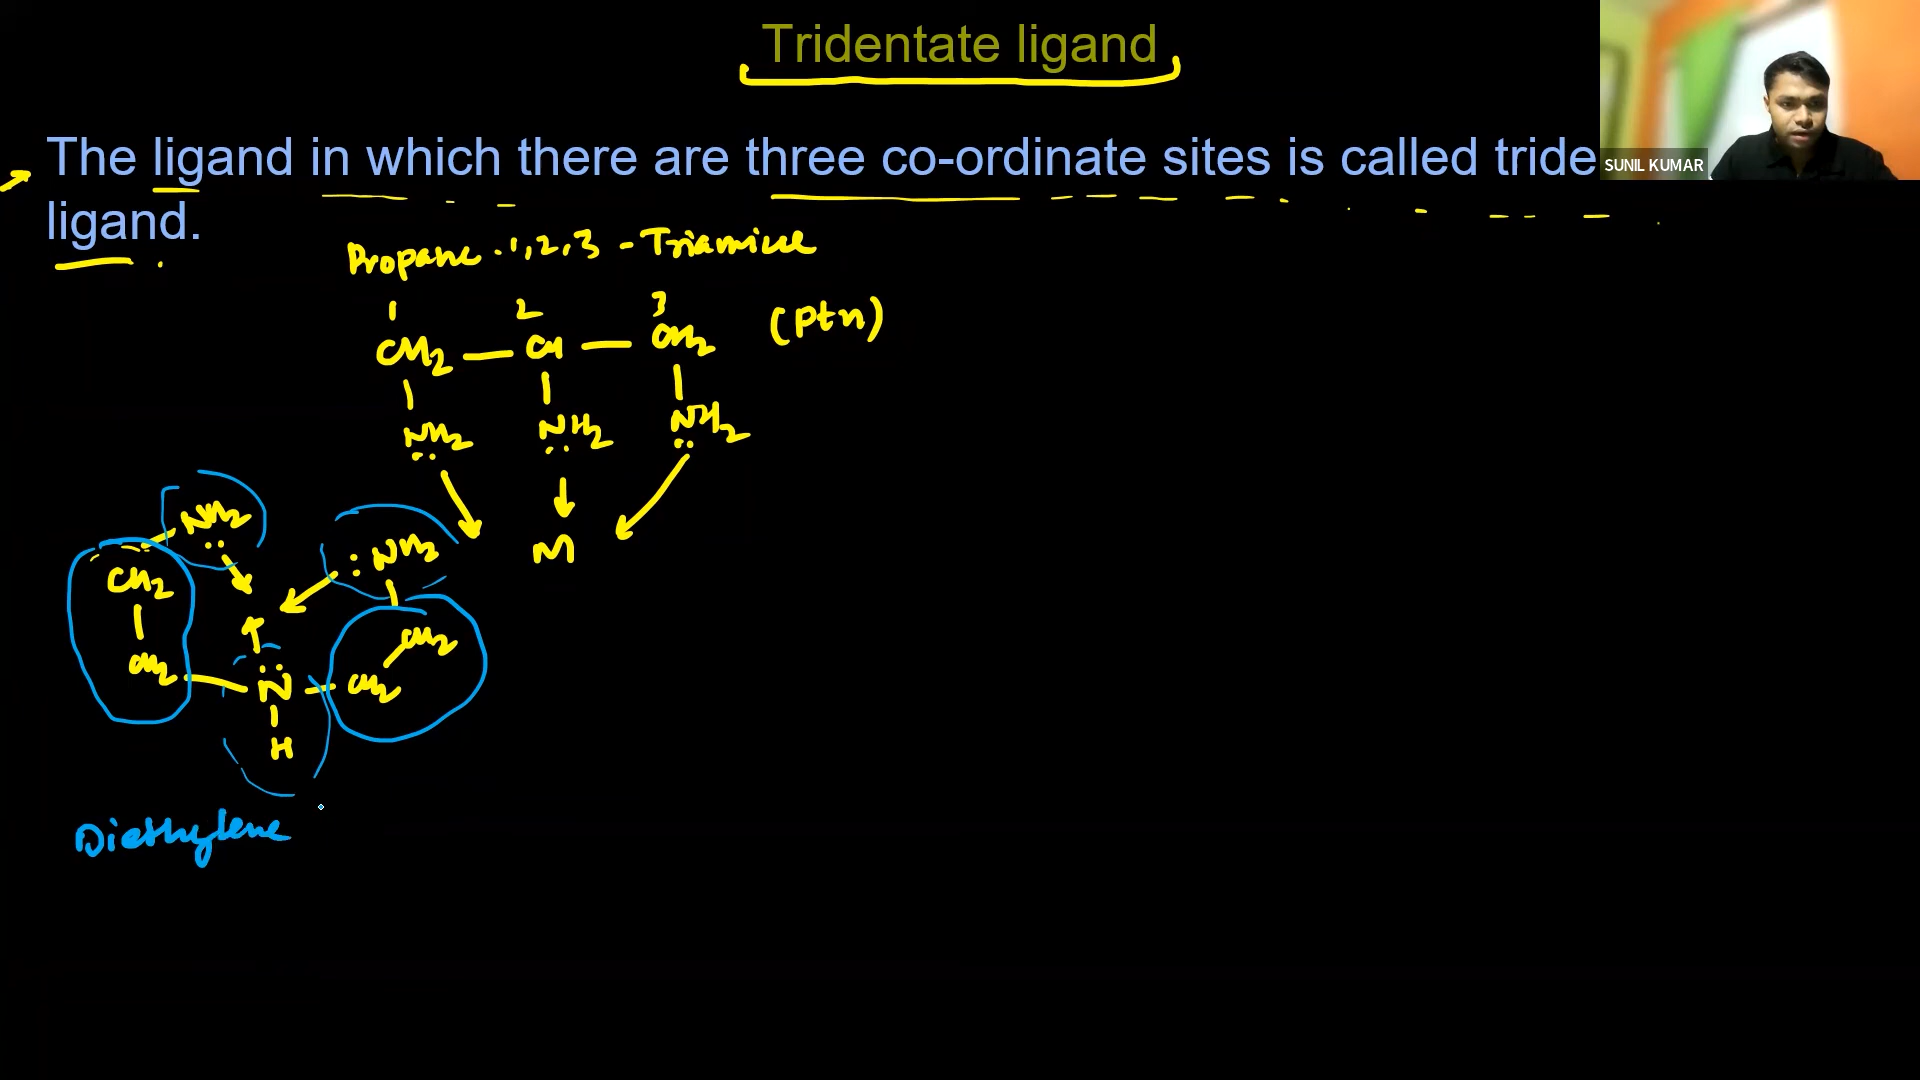 Tridentate ligand
The ligand in which there are three co-ordinate sites is called tride
SUNIL KUMAR
ligand.
Propane-1,2,3-Triamine
1 2 3
CH2 — CH — CH2 (Ptn)
NH2 NH2 NH2
M
NH2 :NH2
CH2 CH2
CH2 N CH2
H
Diethylene